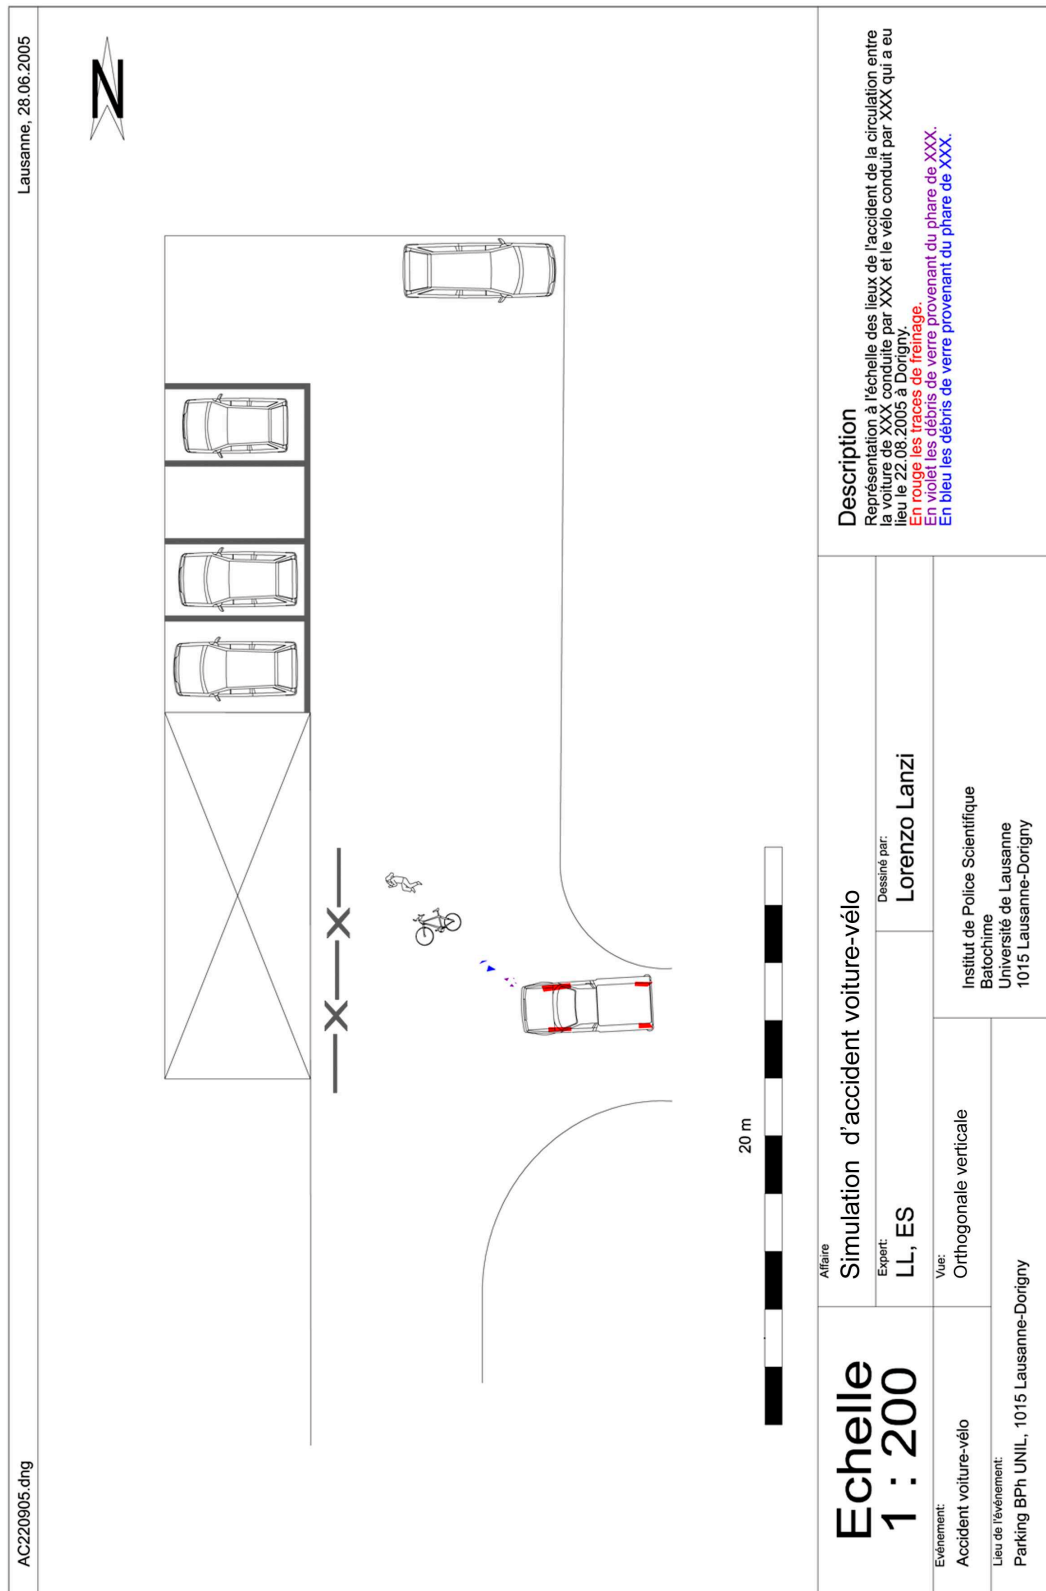 AC220905.dng
Lausanne, 28.06.2005
N
20 m
Echelle
1 : 200
Evénement:
Accident voiture-vélo
Lieu de l'événement:
Parking BPh UNIL, 1015 Lausanne-Dorigny
Affaire
Simulation d'accident voiture-vélo
Expert:
LL, ES
Dessiné par:
Lorenzo Lanzi
Vue:
Orthogonale verticale
Institut de Police Scientifique
Batochime
Université de Lausanne
1015 Lausanne-Dorigny
Description
Représentation à l'échelle des lieux de l'accident de la circulation entre
la voiture de XXX conduite par XXX et le vélo conduit par XXX qui a eu
lieu le 22.08.2005 à Dorigny.
En rouge les traces de freinage.
En violet les débris de verre provenant du phare de XXX.
En bleu les débris de verre provenant du phare de XXX.